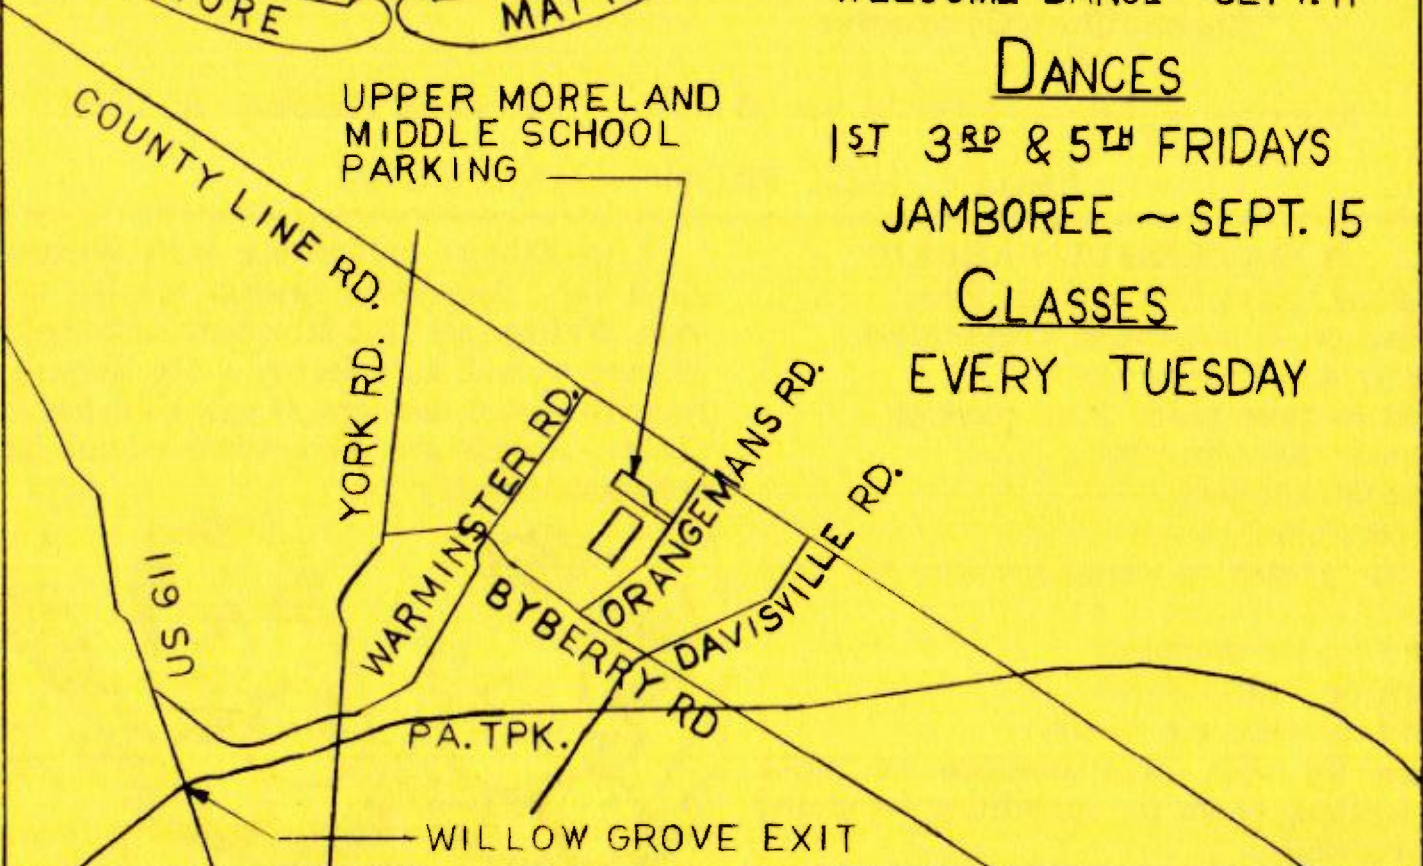 DANCES
1ST 3RD & 5TH FRIDAYS
JAMBOREE ~ SEPT. 15
CLASSES
EVERY TUESDAY
UPPER MORELAND
MIDDLE SCHOOL
PARKING
COUNTY LINE RD.
YORK RD.
WARMINSTER RD.
ORANGEMANS RD.
DAVISVILLE RD.
US 611
BYBERRY RD
PA. TPK.
WILLOW GROVE EXIT